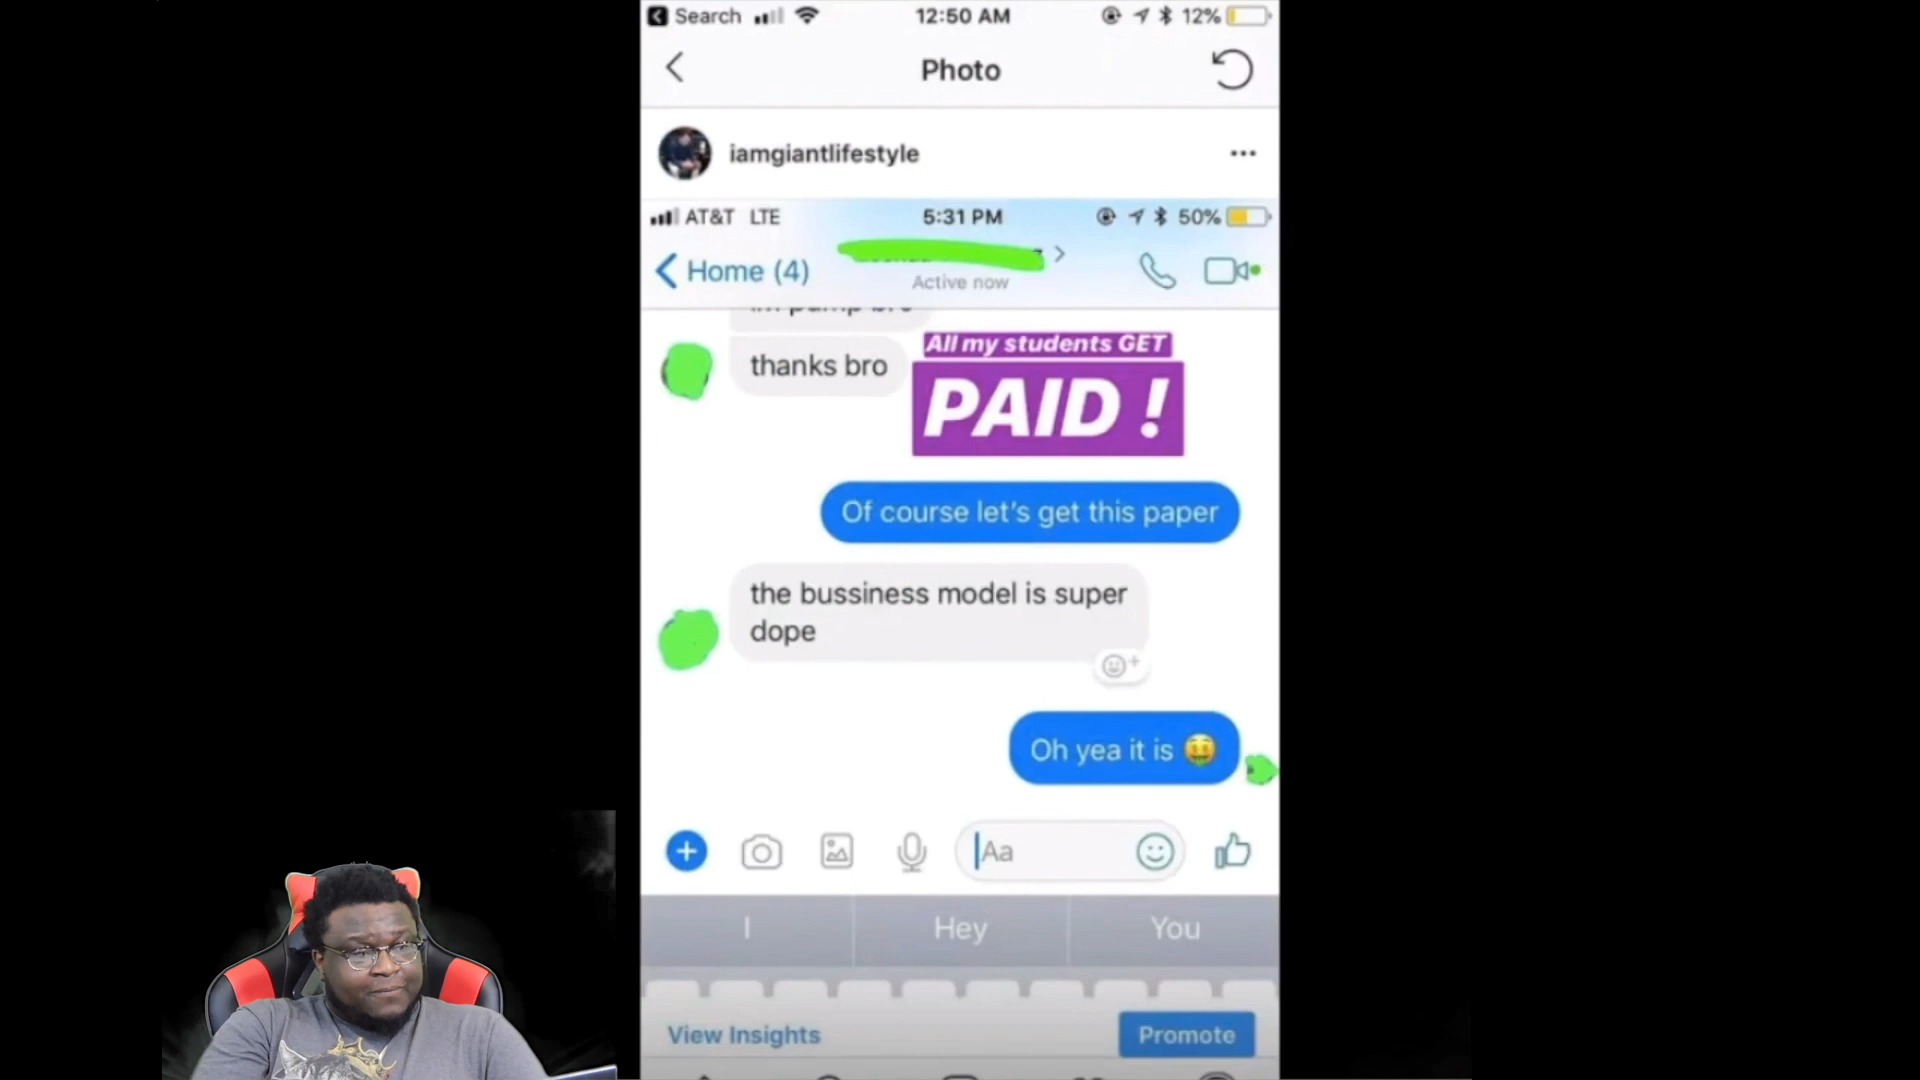 Search
12:50 AM
12%
Photo
iamgiantlifestyle
AT&T LTE
5:31 PM
50%
Home (4)
Active now
thanks bro
All my students GET
PAID !
Of course let's get this paper
the bussiness model is super
dope
Oh yea it is
Aa
I
Hey
You
View Insights
Promote